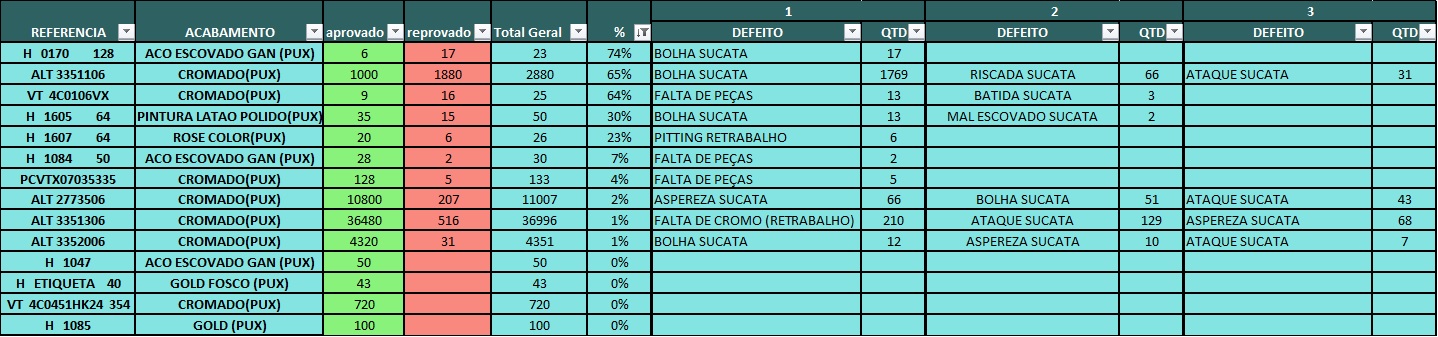 1 2 3
REFERENCIA ACABAMENTO aprovado reprovado Total Geral % DEFEITO QTD DEFEITO QTD DEFEITO QTD
H 0170 128 ACO ESCOVADO GAN (PUX) 6 17 23 74% BOLHA SUCATA 17
ALT 3351106 CROMADO(PUX) 1000 1880 2880 65% BOLHA SUCATA 1769 RISCADA SUCATA 66 ATAQUE SUCATA 31
VT 4C0106VX CROMADO(PUX) 9 16 25 64% FALTA DE PEÇAS 13 BATIDA SUCATA 3
H 1605 64 PINTURA LATAO POLIDO(PUX) 35 15 50 30% BOLHA SUCATA 13 MAL ESCOVADO SUCATA 2
H 1607 64 ROSE COLOR(PUX) 20 6 26 23% PITTING RETRABALHO 6
H 1084 50 ACO ESCOVADO GAN (PUX) 28 2 30 7% FALTA DE PEÇAS 2
PCVTX07035335 CROMADO(PUX) 128 5 133 4% FALTA DE PEÇAS 5
ALT 2773506 CROMADO(PUX) 10800 207 11007 2% ASPEREZA SUCATA 66 BOLHA SUCATA 51 ATAQUE SUCATA 43
ALT 3351306 CROMADO(PUX) 36480 516 36996 1% FALTA DE CROMO (RETRABALHO) 210 ATAQUE SUCATA 129 ASPEREZA SUCATA 68
ALT 3352006 CROMADO(PUX) 4320 31 4351 1% BOLHA SUCATA 12 ASPEREZA SUCATA 10 ATAQUE SUCATA 7
H 1047 ACO ESCOVADO GAN (PUX) 50 50 0%
H ETIQUETA 40 GOLD FOSCO (PUX) 43 43 0%
VT 4C0451HK24 354 CROMADO(PUX) 720 720 0%
H 1085 GOLD (PUX) 100 100 0%